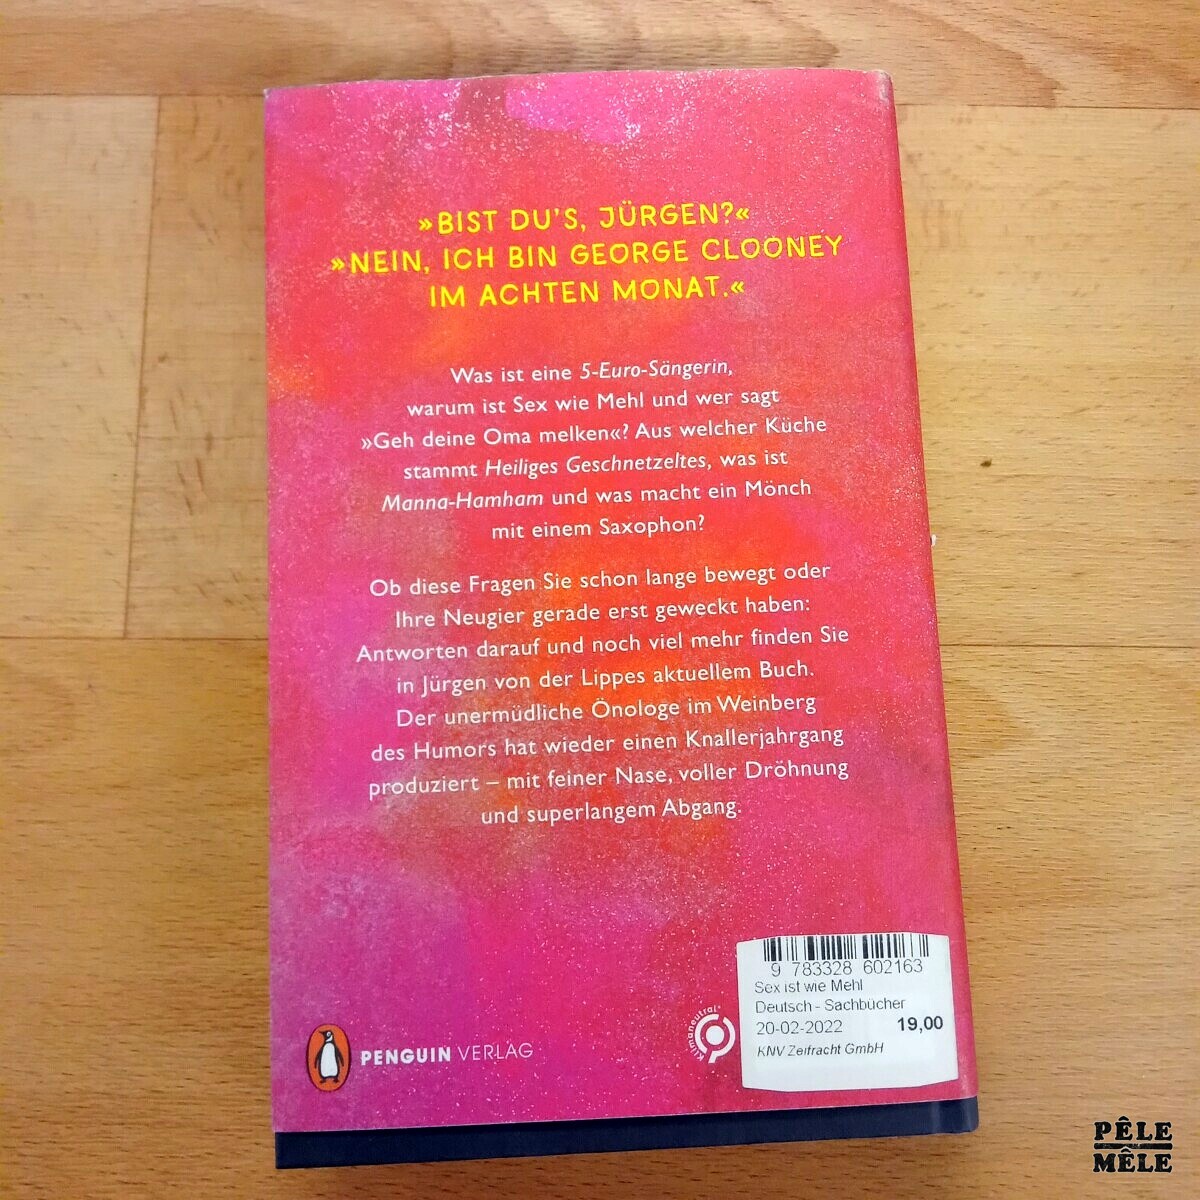 »BIST DU'S, JÜRGEN?«
»NEIN, ICH BIN GEORGE CLOONEY
IM ACHTEN MONAT.«
Was ist eine 5-Euro-Sängerin,
warum ist Sex wie Mehl und wer sagt
»Geh deine Oma melken«? Aus welcher Küche
stammt Heiliges Geschnetzeltes, was ist
Manna-Hamham und was macht ein Mönch
mit einem Saxophon?
Ob diese Fragen Sie schon lange bewegt oder
Ihre Neugier gerade erst geweckt haben:
Antworten darauf und noch viel mehr finden Sie
in Jürgen von der Lippes aktuellem Buch.
Der unermüdliche Önologe im Weinberg
des Humors hat wieder einen Knallerjahrgang
produziert – mit feiner Nase, voller Dröhnung
und superlangem Abgang.
PENGUIN VERLAG
klimaneutral
9 783328 602163
Sex ist wie Mehl
Deutsch - Sachbücher
20-02-2022 19,00
KNV Zeifracht GmbH
PÊLE
MÊLE